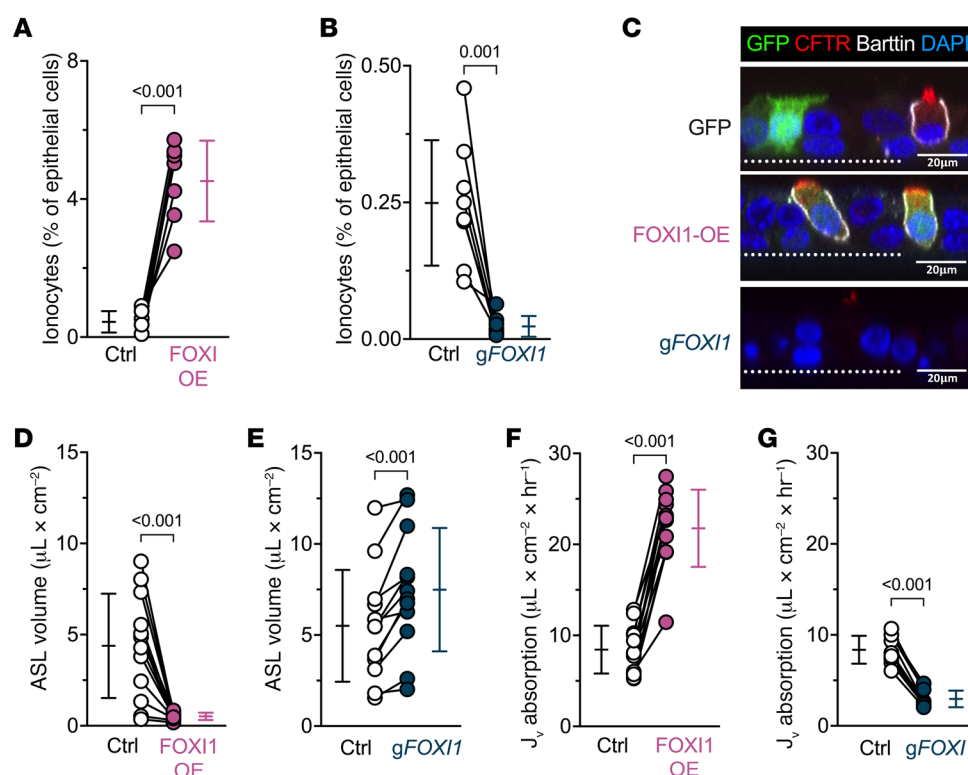 A
Ionocytes (% of epithelial cells)
8
4
0
<0.001
Ctrl
FOXI
OE
B
Ionocytes (% of epithelial cells)
0.50
0.25
0.00
0.001
Ctrl
gFOXI1
C
GFP CFTR Barttin DAPI
GFP
20µm
FOXI1-OE
20µm
gFOXI1
20µm
D
ASL volume (µL × cm⁻²)
15
10
5
0
<0.001
Ctrl
FOXI1
OE
E
ASL volume (µL × cm⁻²)
15
10
5
0
<0.001
Ctrl
gFOXI1
F
Jᵥ absorption (µL × cm⁻² × hr⁻¹)
30
20
10
0
<0.001
Ctrl
FOXI1
OE
G
Jᵥ absorption (µL × cm⁻² × hr⁻¹)
30
20
10
0
<0.001
Ctrl
gFOXI